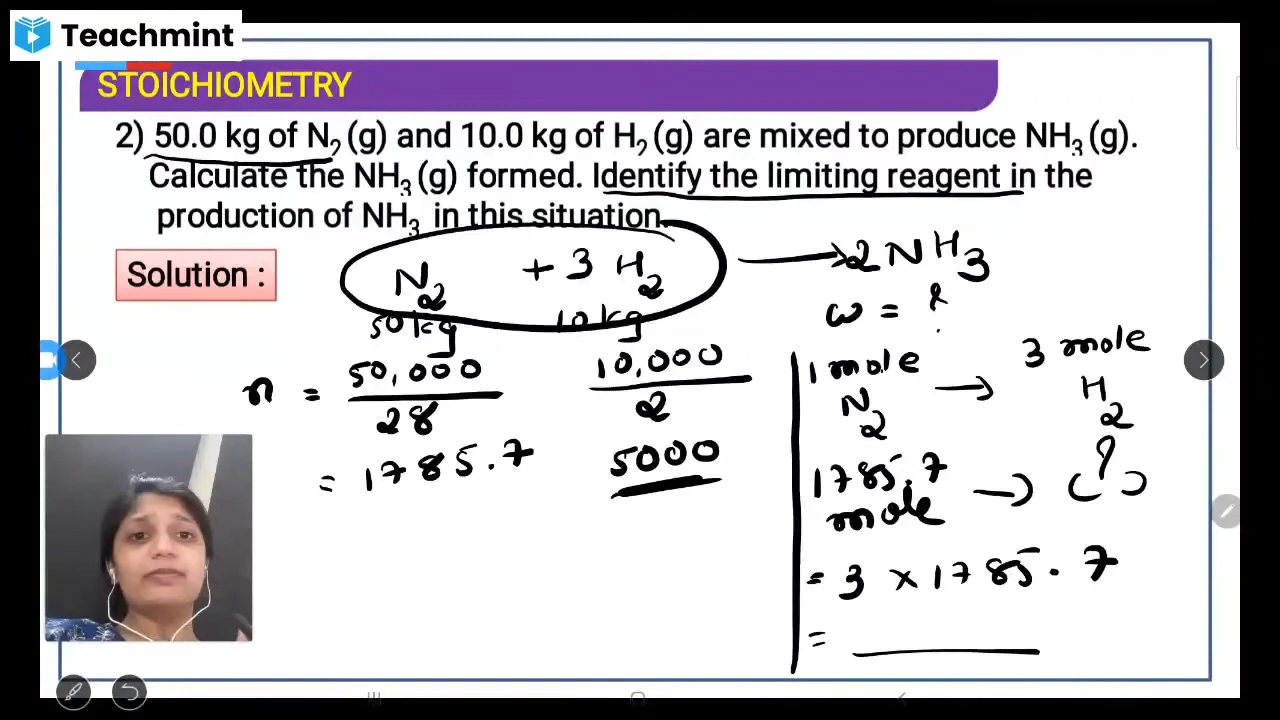 Teachmint
STOICHIOMETRY
2) 50.0 kg of N₂ (g) and 10.0 kg of H₂ (g) are mixed to produce NH₃ (g).
Calculate the NH₃ (g) formed. Identify the limiting reagent in the
production of NH₃ in this situation.
Solution :
N₂ + 3 H₂ → 2 NH₃
50 kg 10 kg w = ?
n = 50,000 / 28 10,000 / 2
= 1785.7 5000
1 mole N₂ → 3 mole H₂
1785.7 mole → (?)
= 3 × 1785.7
=